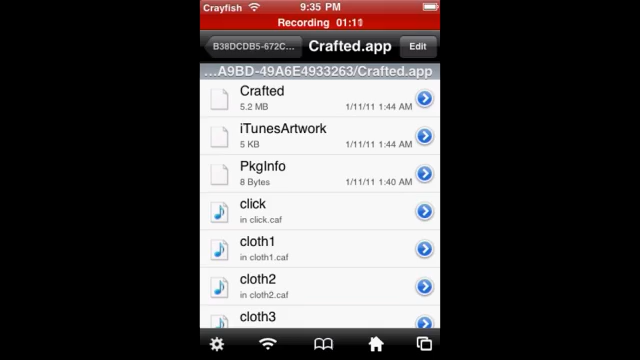 Crayfish 9:35 PM
Recording 01:11
B38DCDB5-672C... Crafted.app Edit
...A9BD-49A6E4933263/Crafted.app
Crafted
5.2 MB 1/11/11 1:44 AM
iTunesArtwork
5 KB 1/11/11 1:44 AM
PkgInfo
8 Bytes 1/11/11 1:40 AM
click
in click.caf
cloth1
in cloth1.caf
cloth2
in cloth2.caf
cloth3